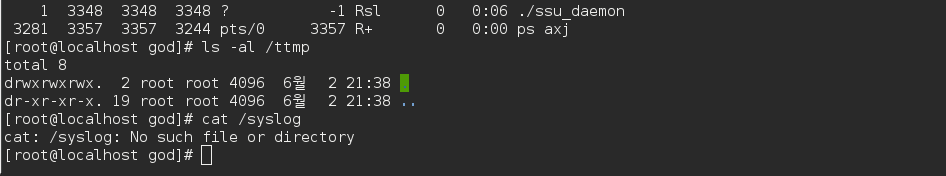 1 3348 3348 3348 ? -1 Rsl 0 0:06 ./ssu_daemon
3281 3357 3357 3244 pts/0 3357 R+ 0 0:00 ps axj
[root@localhost god]# ls -al /ttmp
total 8
drwxrwxrwx. 2 root root 4096 6월 2 21:38 .
dr-xr-xr-x. 19 root root 4096 6월 2 21:38 ..
[root@localhost god]# cat /syslog
cat: /syslog: No such file or directory
[root@localhost god]#